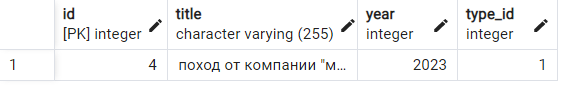 id title year type_id
[PK] integer character varying (255) integer integer
1 4 поход от компании "м... 2023 1